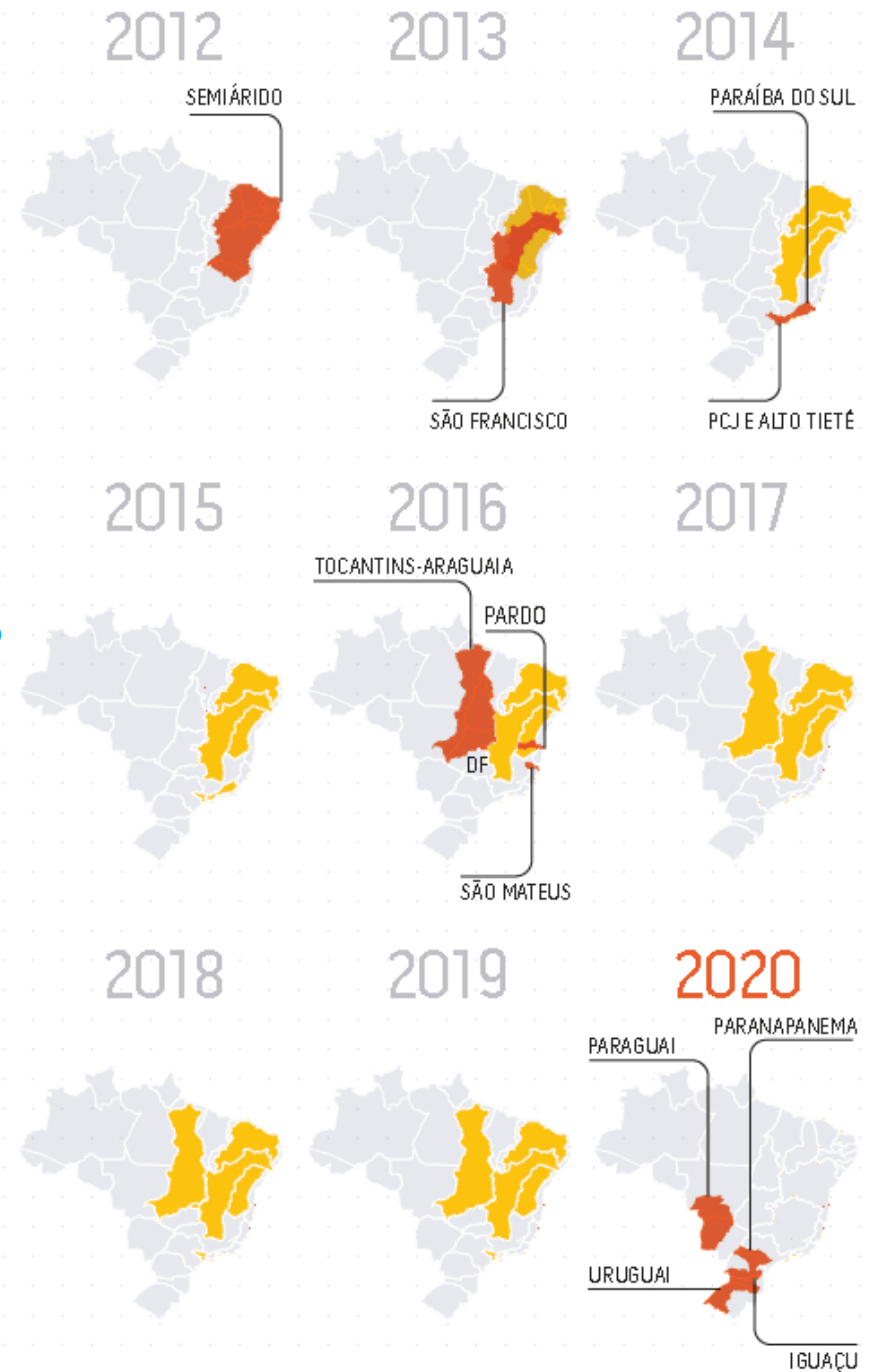 2012
2013
2014
SEMIÁRIDO
PARAÍBA DO SUL
SÃO FRANCISCO
PCJ E ALTO TIETÊ
2015
2016
2017
TOCANTINS-ARAGUAIA
PARDO
DF
SÃO MATEUS
2018
2019
2020
PARANAPANEMA
PARAGUAI
URUGUAI
IGUAÇU